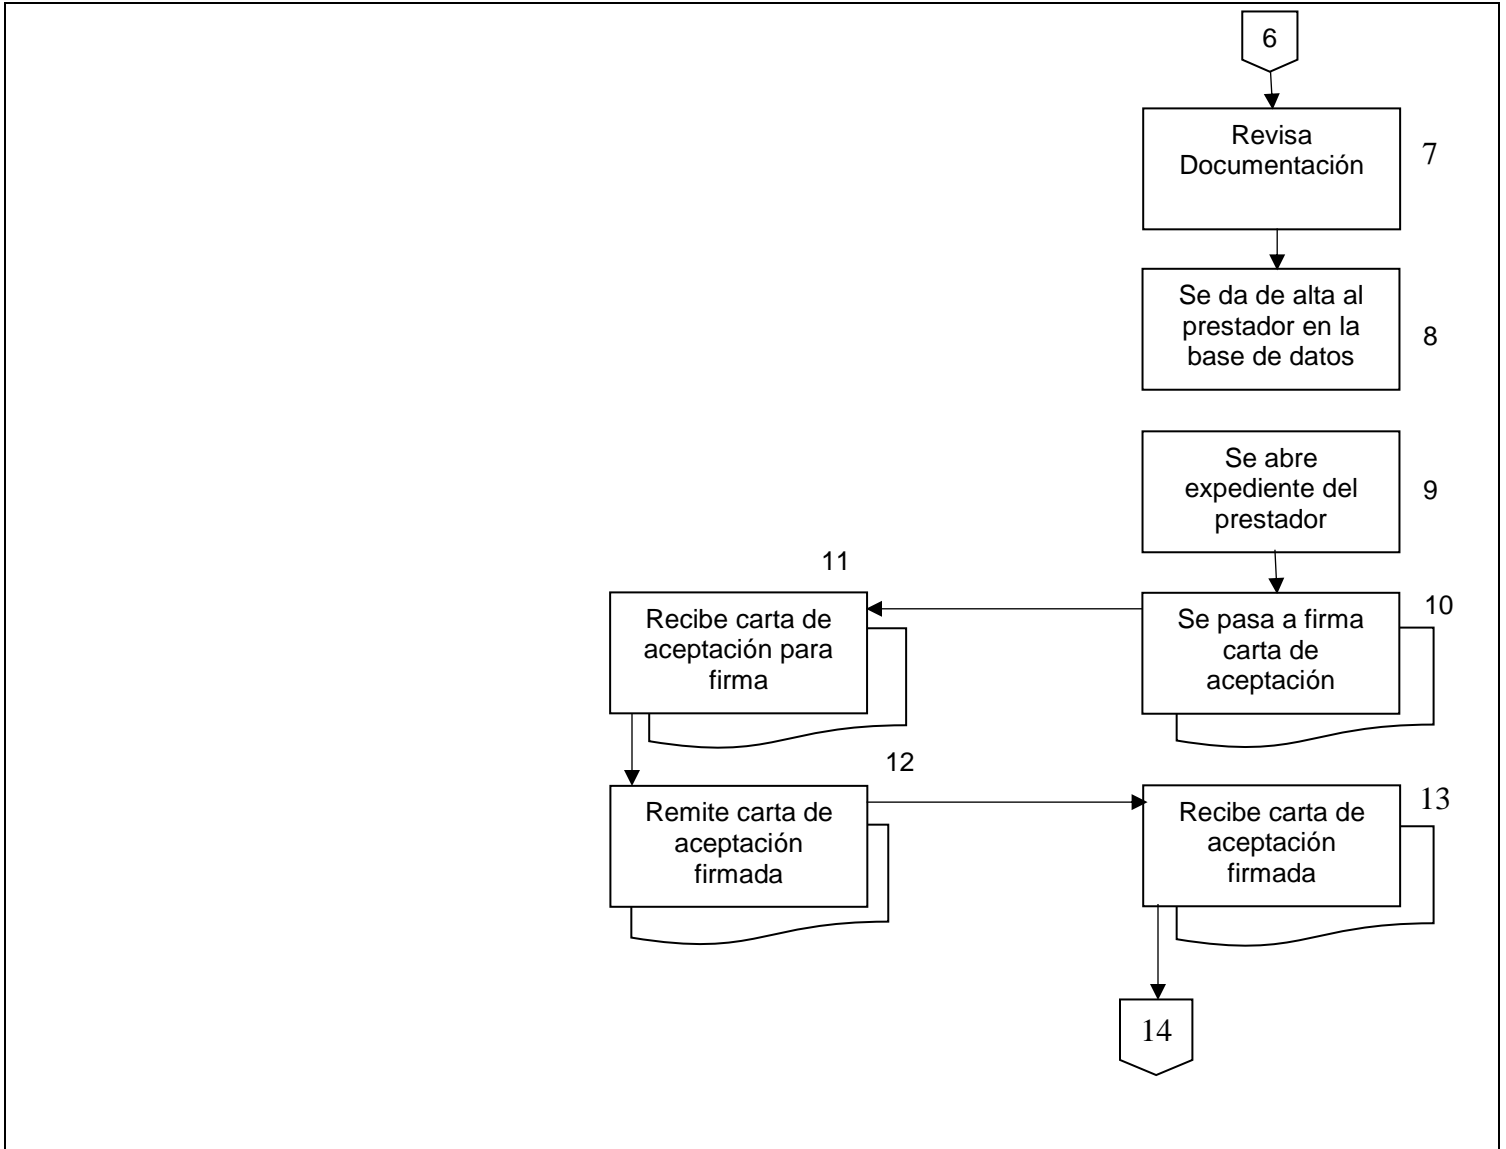 6
Revisa
Documentación
7
Se da de alta al
prestador en la
base de datos
8
Se abre
expediente del
prestador
9
11
10
Recibe carta de
aceptación para
firma
Se pasa a firma
carta de
aceptación
12
13
Remite carta de
aceptación
firmada
Recibe carta de
aceptación
firmada
14